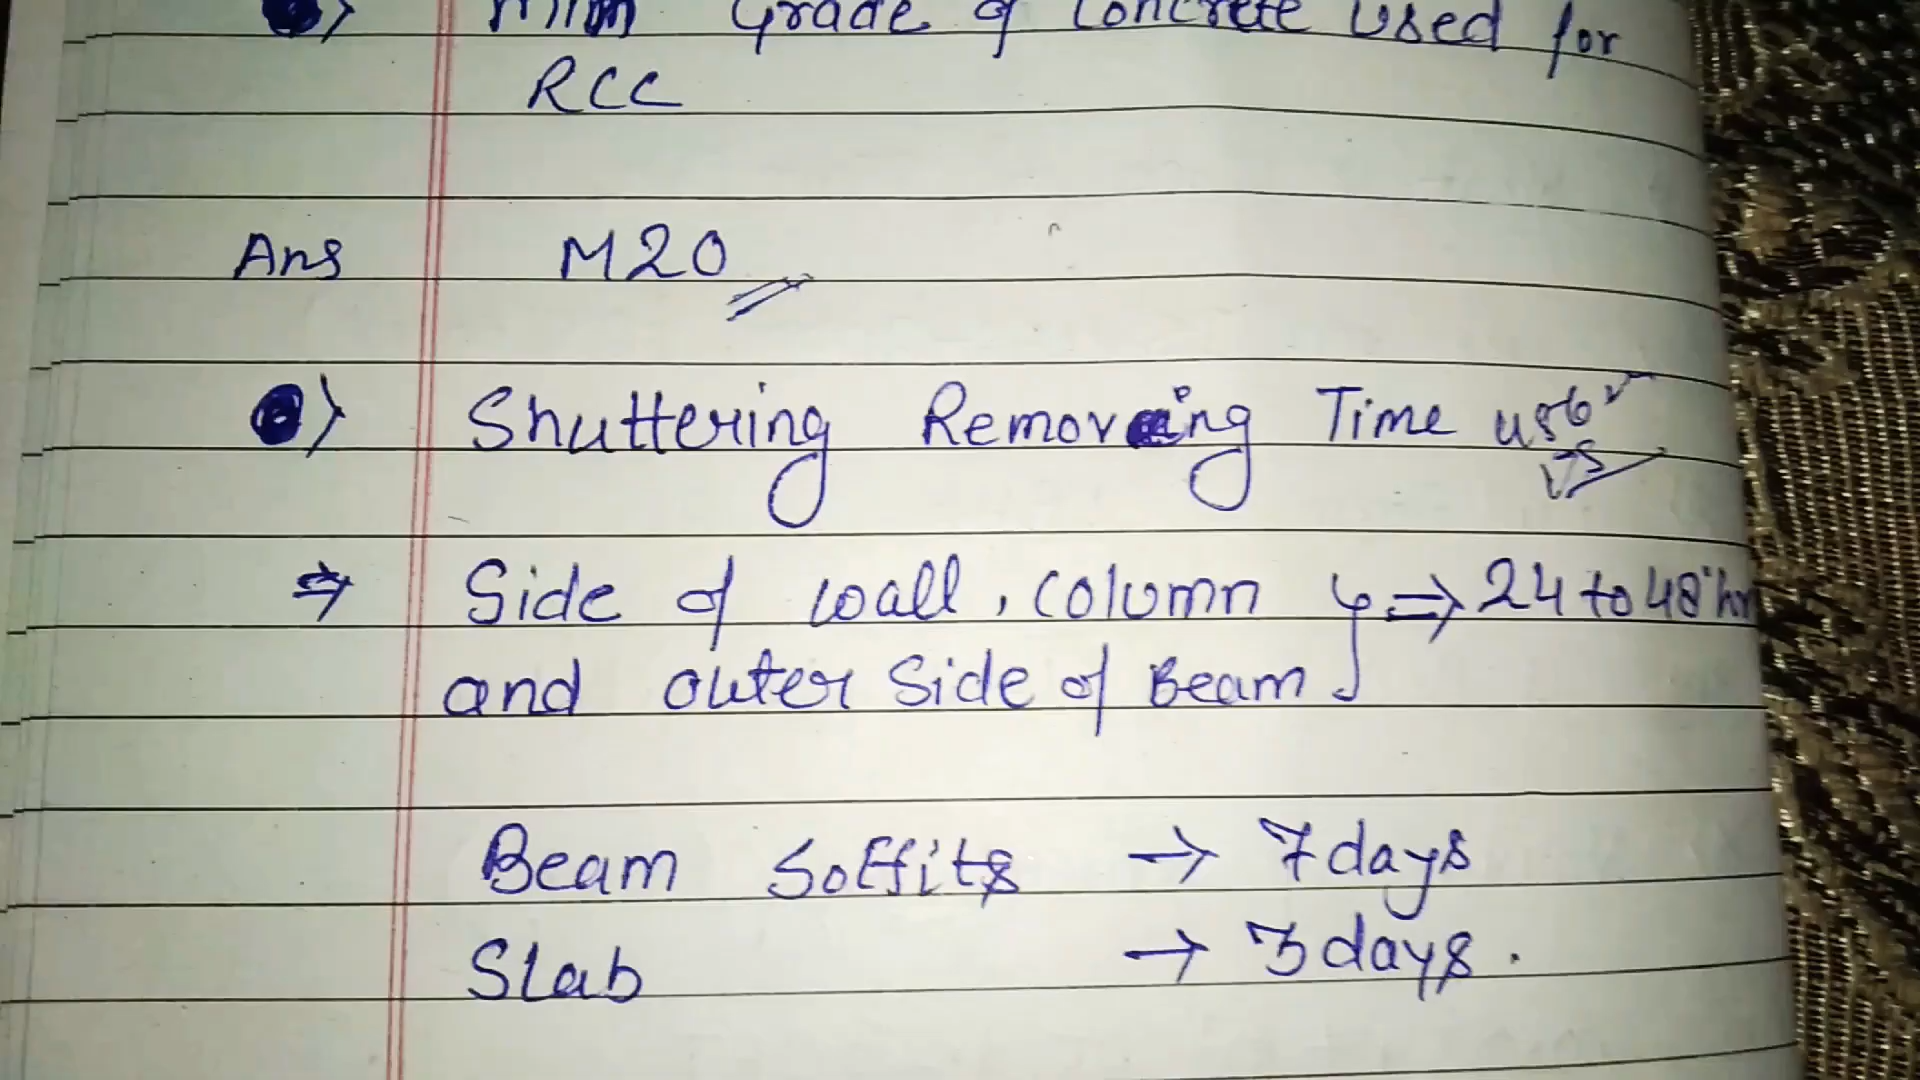 Grade of Concrete Used for
RCC
Ans M20
Shuttering Removing Time 456
Side of wall, column } ⇒ 24 to 48 hr
and outer side of Beam
Beam Soffits → 7 days
Slab → 3 days.